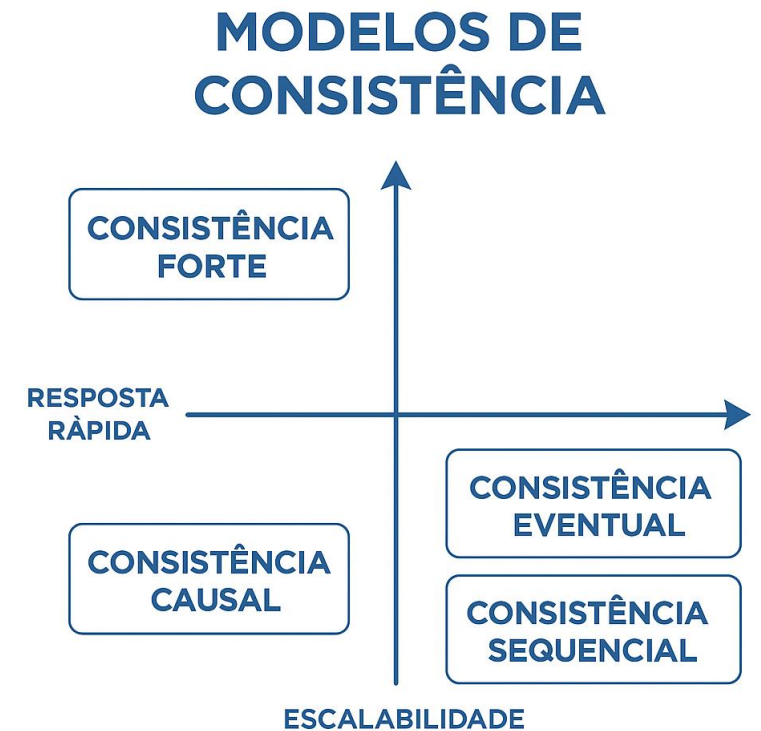 MODELOS DE
CONSISTÊNCIA
CONSISTÊNCIA
FORTE
RESPOSTA
RÀPIDA
CONSISTÊNCIA
EVENTUAL
CONSISTÊNCIA
CAUSAL
CONSISTÊNCIA
SEQUENCIAL
ESCALABILIDADE